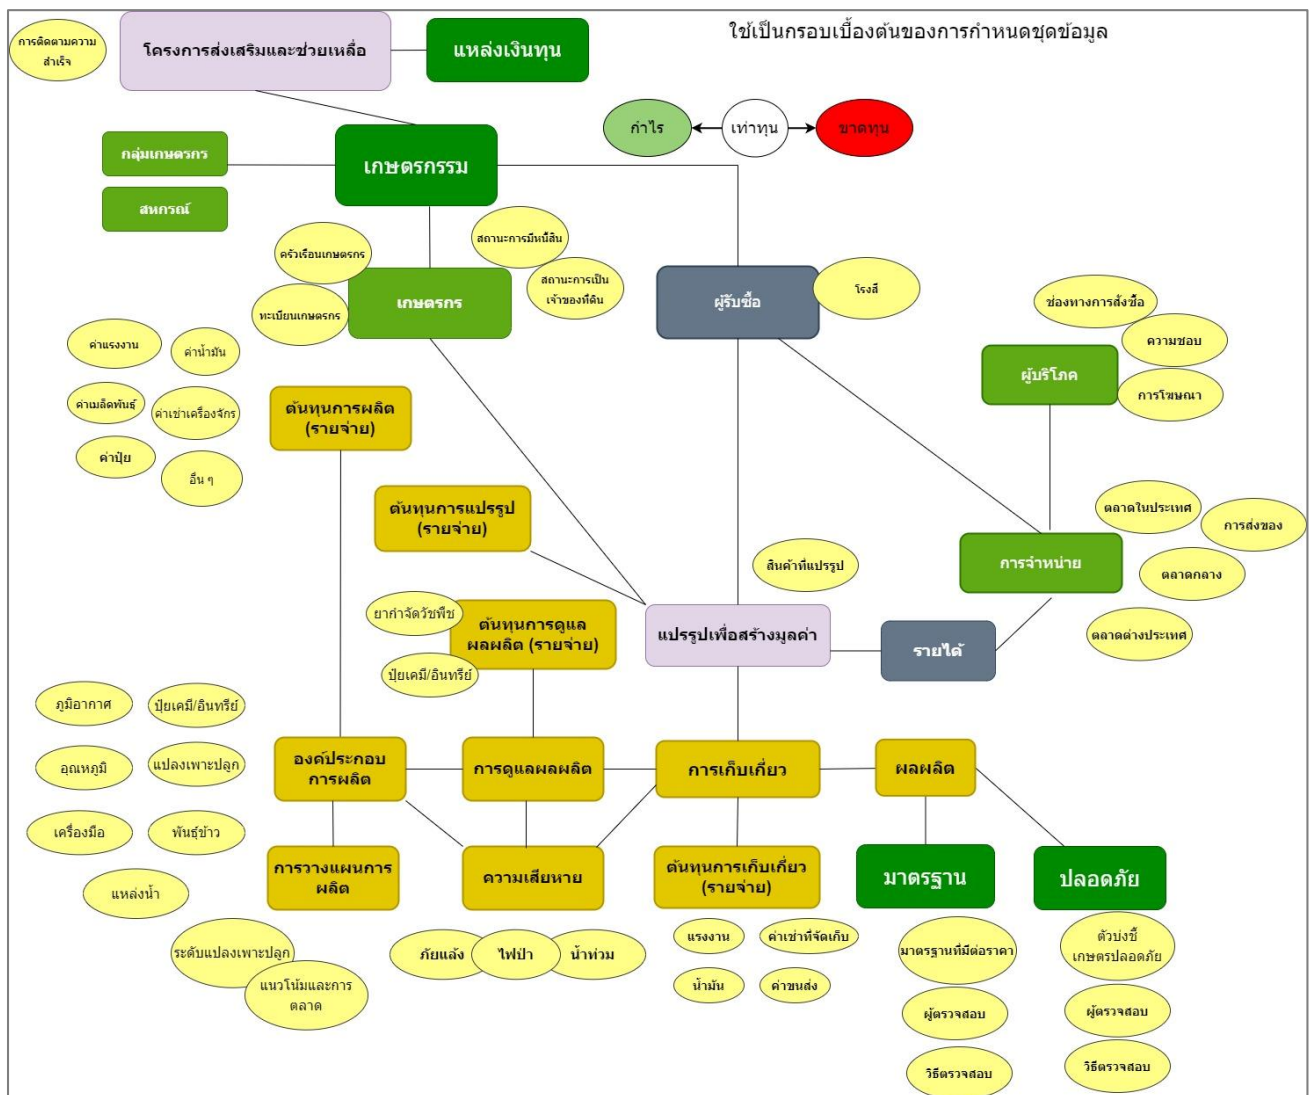 ใช้เป็นกรอบเบื้องต้นของการกำหนดชุดข้อมูล
การติดตามความ
สำเร็จ
โครงการส่งเสริมและช่วยเหลือ
แหล่งเงินทุน
กำไร
เท่าทุน
ขาดทุน
กลุ่มเกษตรกร
สหกรณ์
เกษตรกรรม
ครัวเรือนเกษตรกร
ทะเบียนเกษตรกร
เกษตรกร
สถานะการมีหนี้สิน
สถานะการเป็น
เจ้าของที่ดิน
ผู้รับซื้อ
โรงสี
ช่องทางการสั่งซื้อ
ความชอบ
การโฆษณา
ผู้บริโภค
ค่าแรงงาน
ค่าน้ำมัน
ค่าเมล็ดพันธุ์
ค่าเช่าเครื่องจักร
ค่าปุ๋ย
อื่น ๆ
ต้นทุนการผลิต
(รายจ่าย)
ต้นทุนการแปรรูป
(รายจ่าย)
ตลาดในประเทศ
การส่งของ
การจำหน่าย
ตลาดกลาง
ตลาดต่างประเทศ
สินค้าที่แปรรูป
ยากำจัดวัชพืช
ต้นทุนการดูแล
ผลผลิต (รายจ่าย)
ปุ๋ยเคมี/อินทรีย์
แปรรูปเพื่อสร้างมูลค่า
รายได้
ภูมิอากาศ
ปุ๋ยเคมี/อินทรีย์
อุณหภูมิ
แปลงเพาะปลูก
เครื่องมือ
พันธุ์ข้าว
แหล่งน้ำ
องค์ประกอบ
การผลิต
การดูแลผลผลิต
การเก็บเกี่ยว
ผลผลิต
การวางแผนการ
ผลิต
ความเสียหาย
ต้นทุนการเก็บเกี่ยว
(รายจ่าย)
มาตรฐาน
ปลอดภัย
ระดับแปลงเพาะปลูก
แนวโน้มและการ
ตลาด
ภัยแล้ง
ไฟป่า
น้ำท่วม
แรงงาน
ค่าเช่าที่จัดเก็บ
น้ำมัน
ค่าขนส่ง
มาตรฐานที่มีต่อราคา
ผู้ตรวจสอบ
วิธีตรวจสอบ
ตัวบ่งชี้
เกษตรปลอดภัย
ผู้ตรวจสอบ
วิธีตรวจสอบ